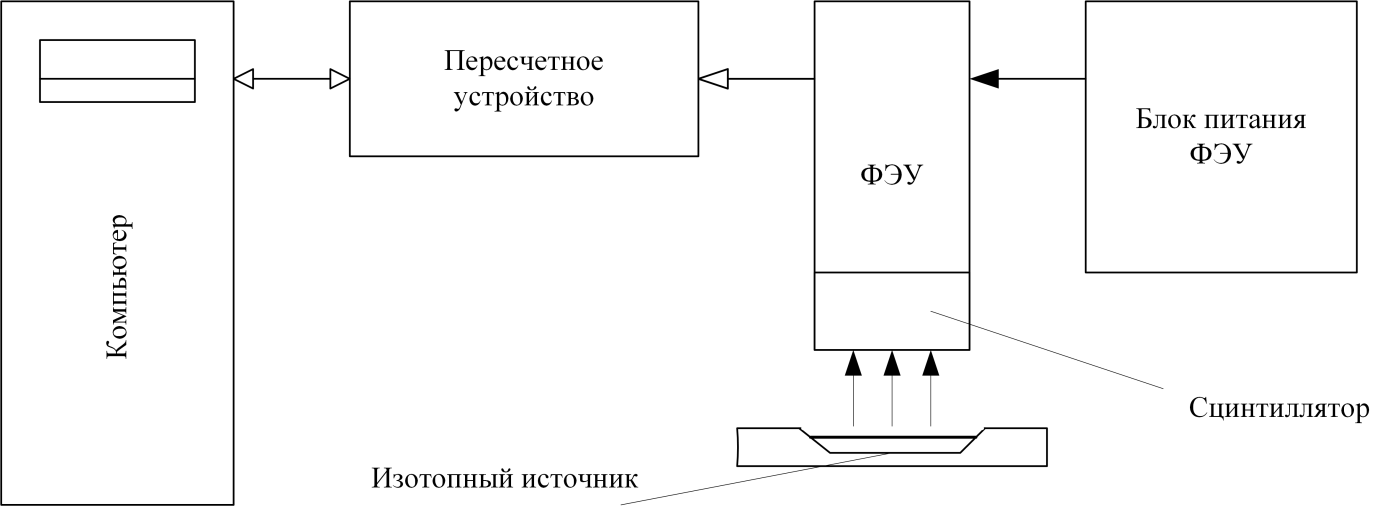 Пересчетное
устройство
Блок питания
ФЭУ
ФЭУ
Компьютер
Сцинтиллятор
Изотопный источник